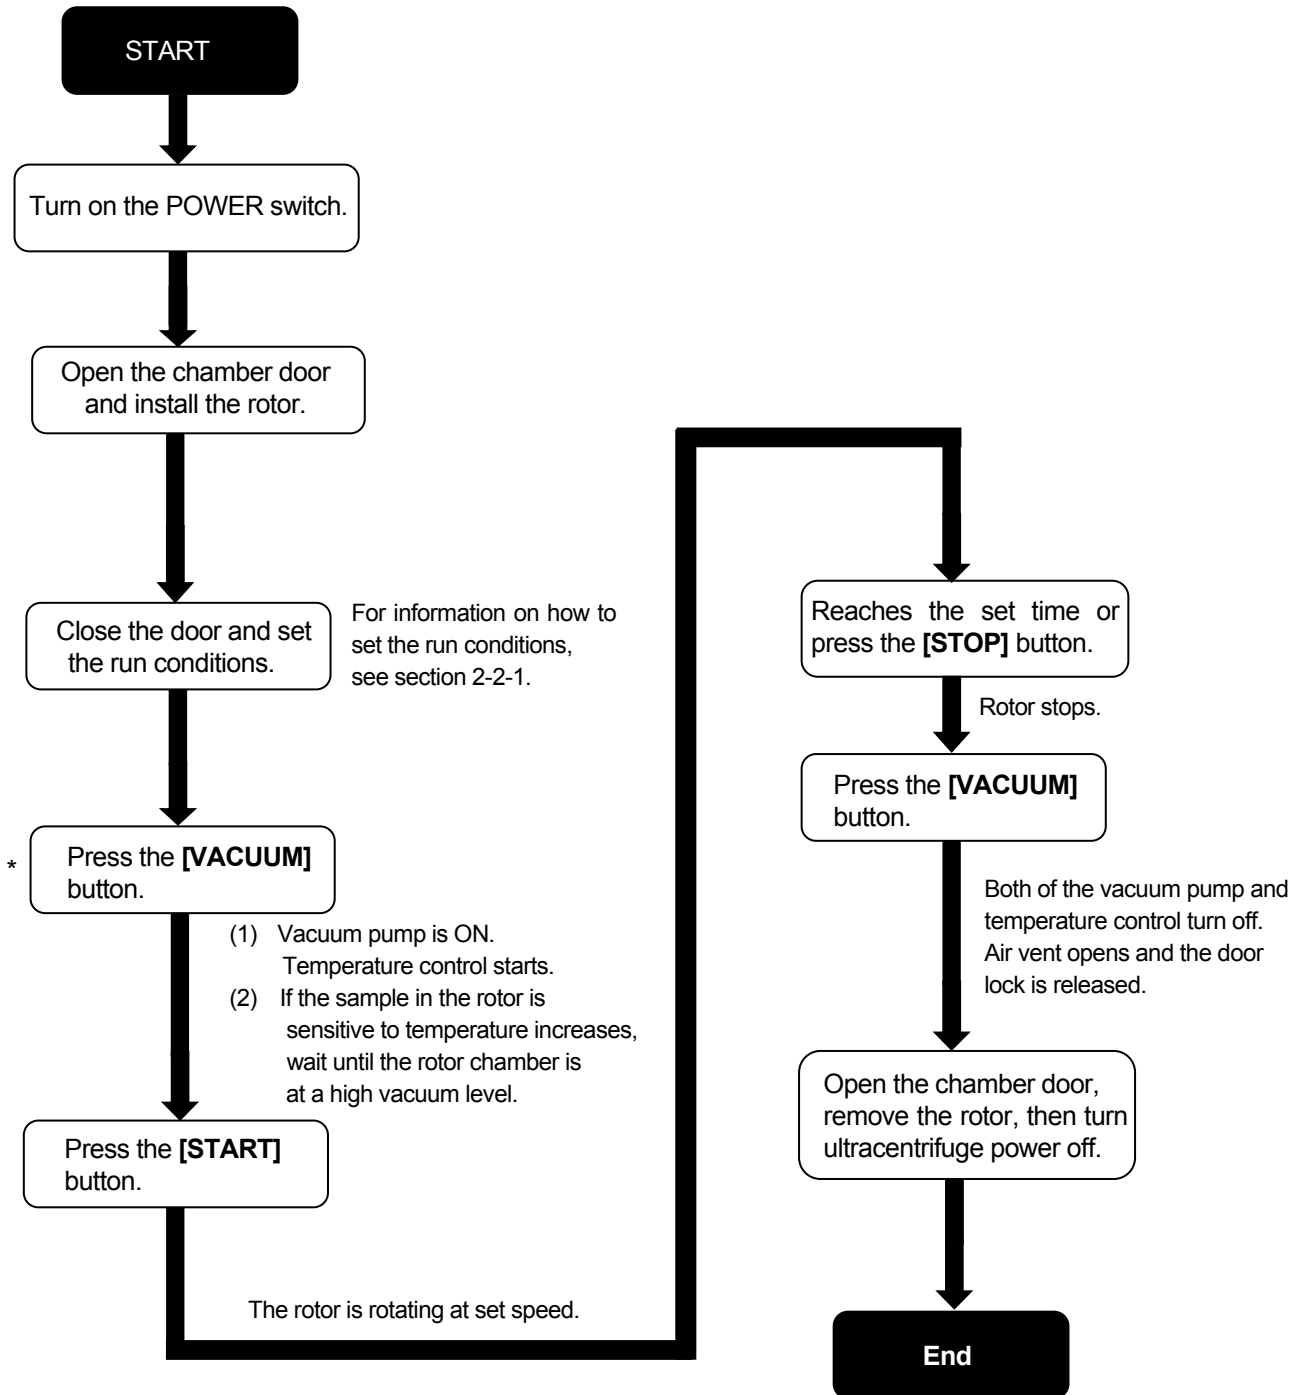 START
Turn on the POWER switch.
Open the chamber door
and install the rotor.
Close the door and set
the run conditions.
For information on how to
set the run conditions,
see section 2-2-1.
*
Press the [VACUUM]
button.
(1) Vacuum pump is ON.
Temperature control starts.
(2) If the sample in the rotor is
sensitive to temperature increases,
wait until the rotor chamber is
at a high vacuum level.
Press the [START]
button.
The rotor is rotating at set speed.
Reaches the set time or
press the [STOP] button.
Rotor stops.
Press the [VACUUM]
button.
Both of the vacuum pump and
temperature control turn off.
Air vent opens and the door
lock is released.
Open the chamber door,
remove the rotor, then turn
ultracentrifuge power off.
End